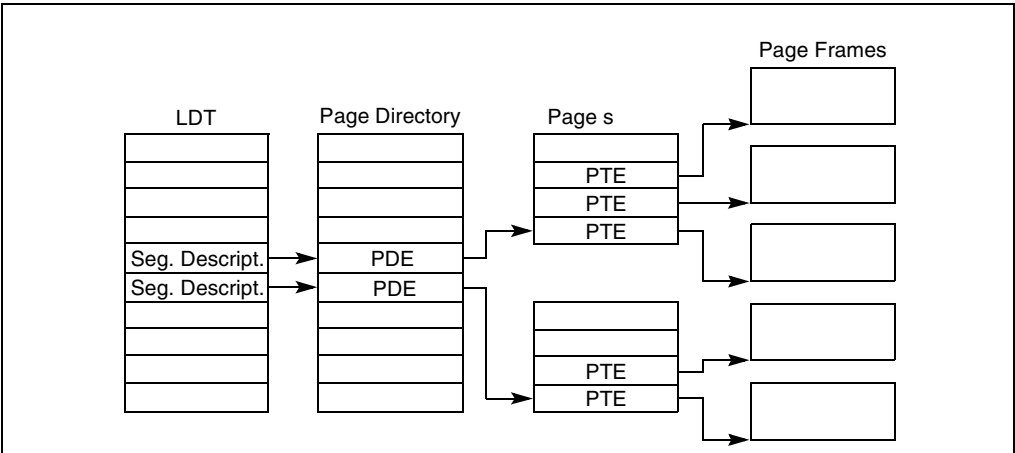 Page Frames
LDT
Page Directory
Page s
PTE
PTE
PTE
Seg. Descript.
PDE
Seg. Descript.
PDE
PTE
PTE